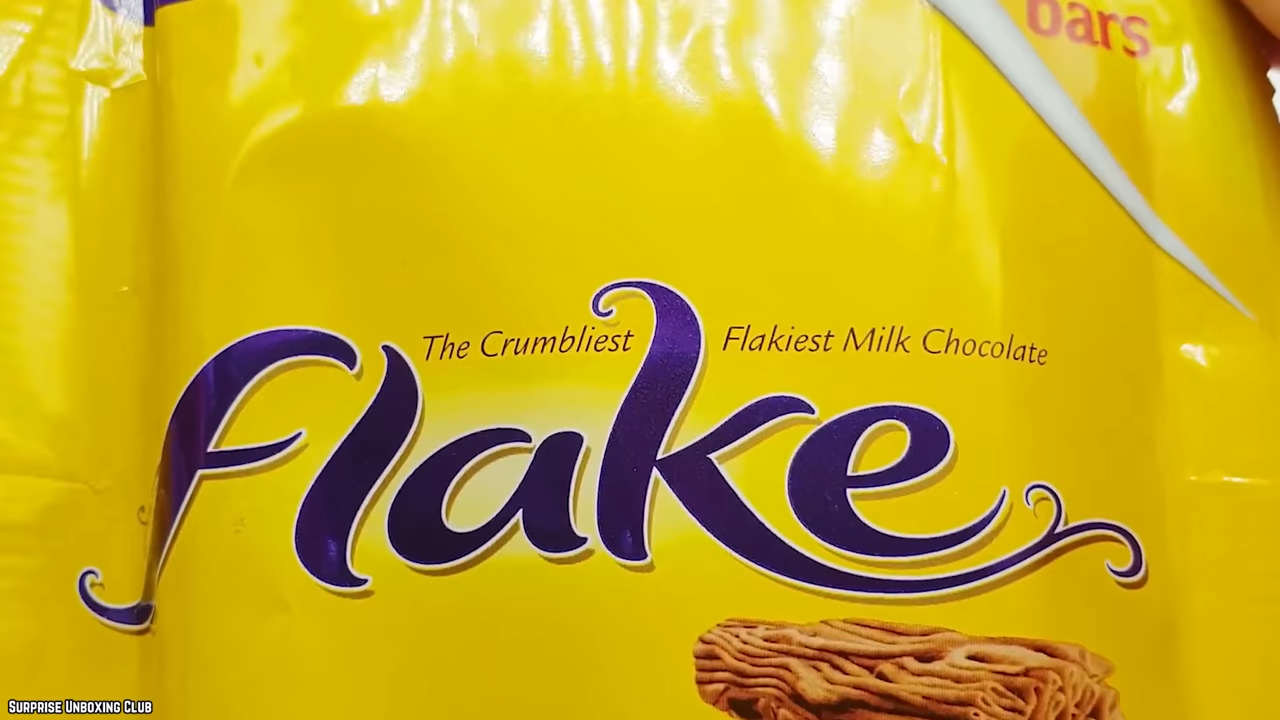 bars
The Crumbliest Flakiest Milk Chocolate
Flake
Surprise Unboxing Club